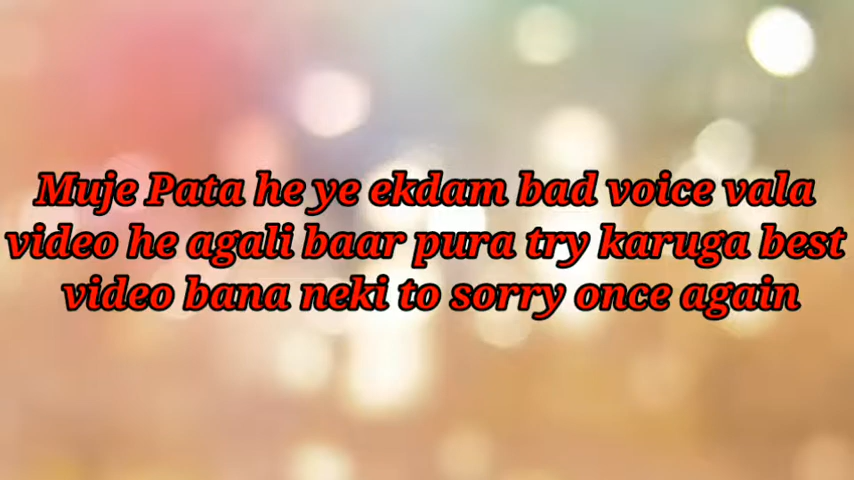 Muje Pata he ye ekdam bad voice vala
video he agali baar pura try karuga best
video bana neki to sorry once again